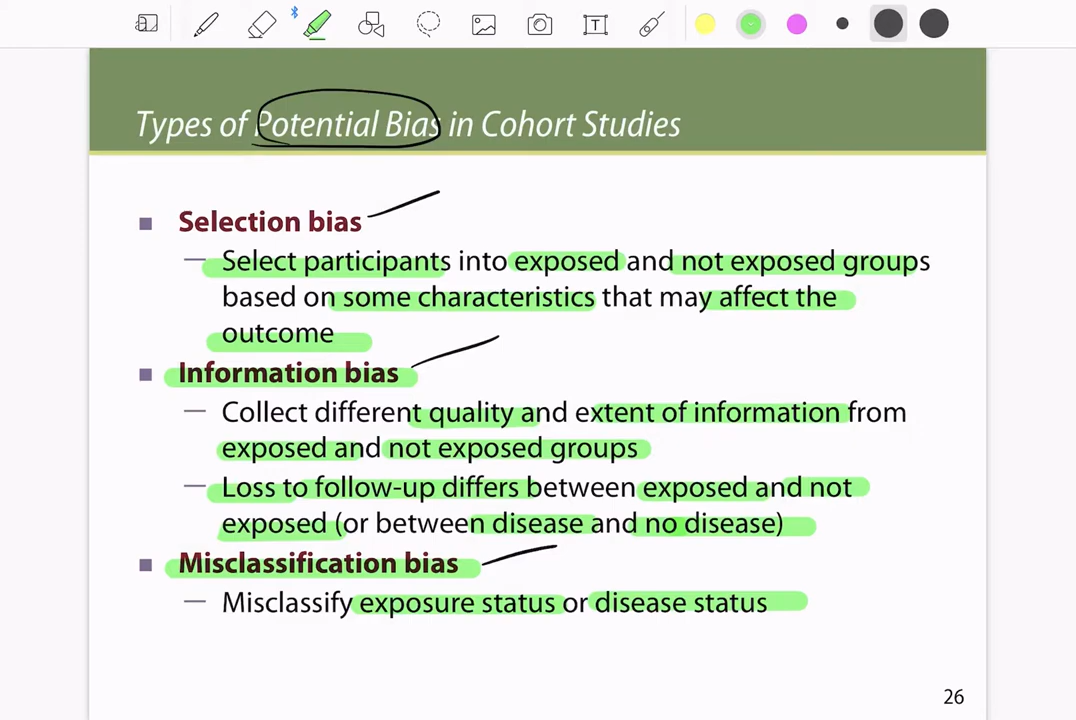 Types of Potential Bias in Cohort Studies
Selection bias
— Select participants into exposed and not exposed groups
based on some characteristics that may affect the
outcome
Information bias
— Collect different quality and extent of information from
exposed and not exposed groups
— Loss to follow-up differs between exposed and not
exposed (or between disease and no disease)
Misclassification bias
— Misclassify exposure status or disease status
26